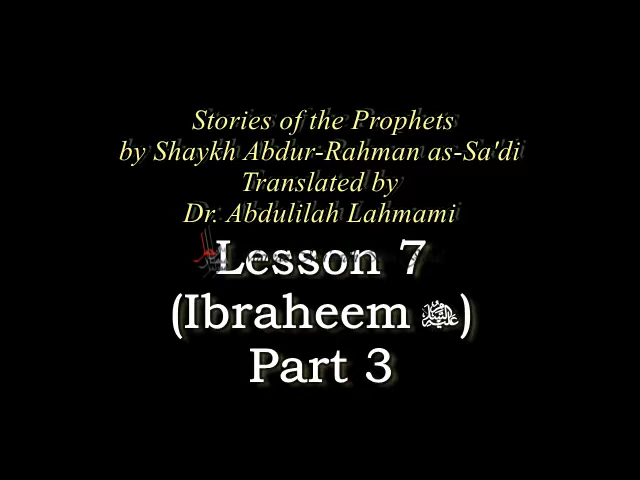 Stories of the Prophets
by Shaykh Abdur-Rahman as-Sa'di
Translated by
Dr. Abdulilah Lahmami
Lesson 7
(Ibraheem عليه السلام)
Part 3